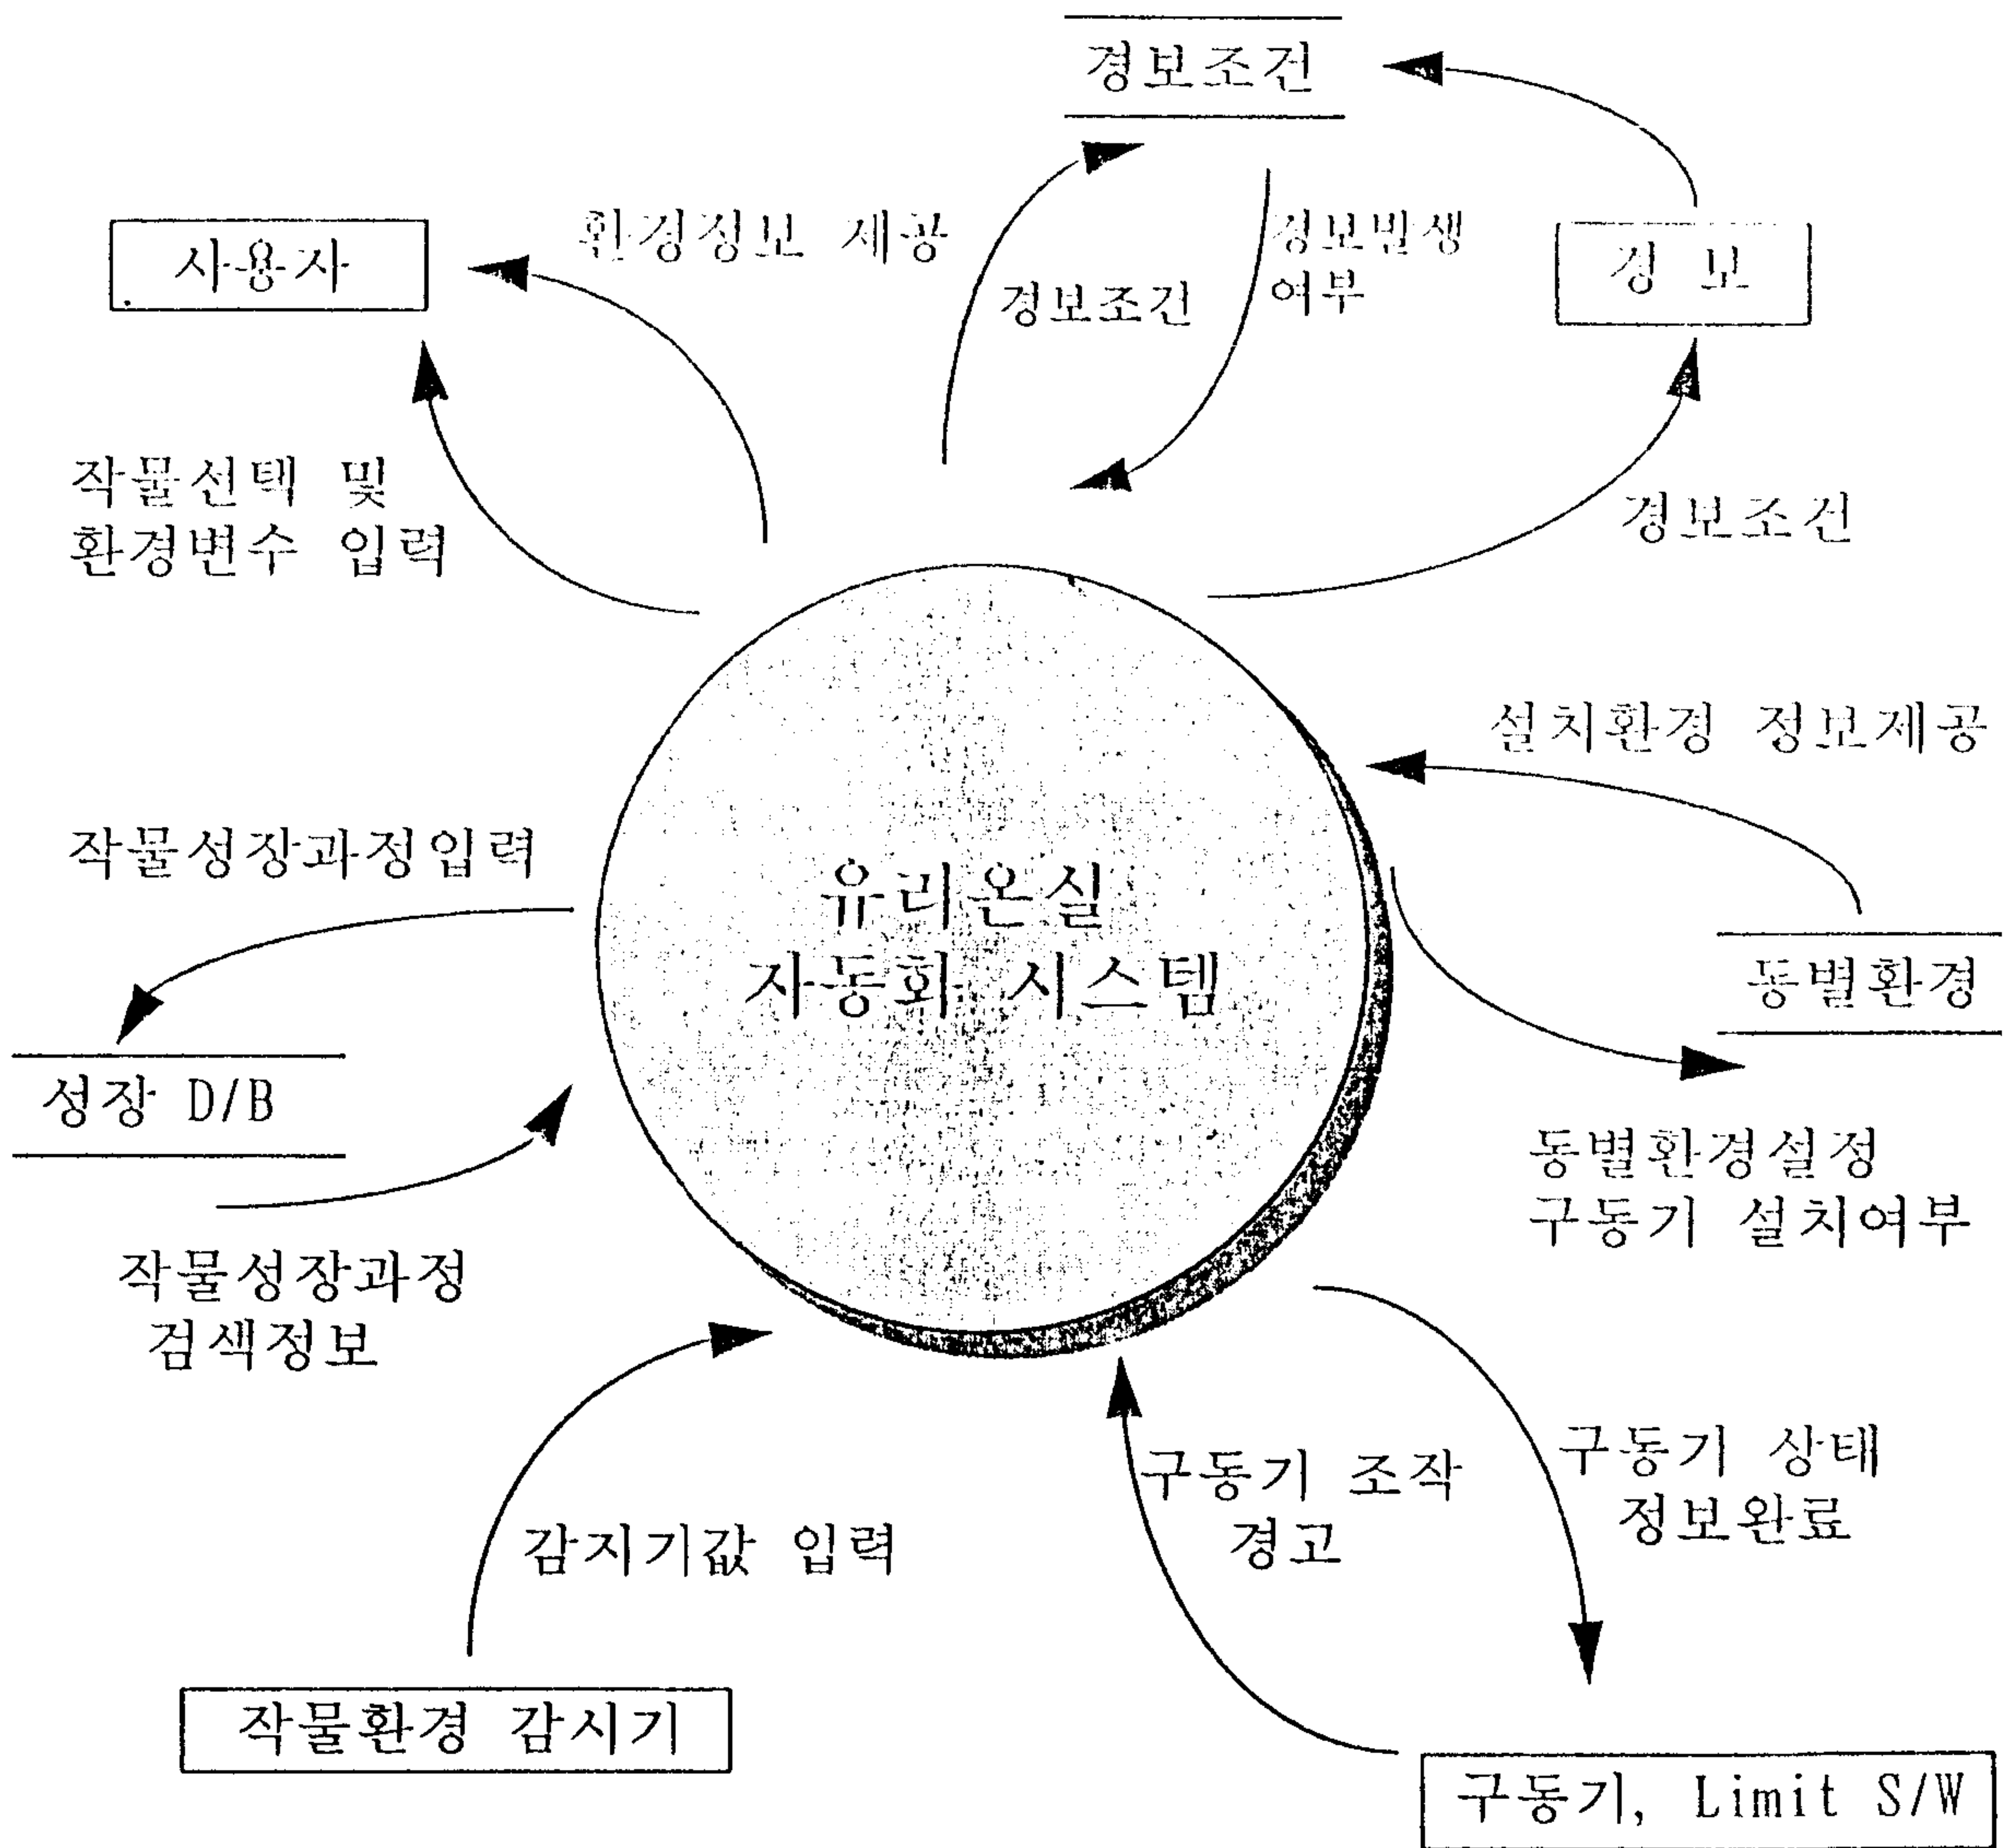 경보조건
사용자
환경정보 제공
경보조건
경보발생
여부
경 보
작물선택 및
환경변수 입력
경보조건
설치환경 정보제공
작물성장과정입력
유리온실
자동화 시스템
동별환경
성장 D/B
동별환경설정
구동기 설치여부
작물성장과정
검색정보
구동기 조작
경고
구동기 상태
정보완료
감지기값 입력
작물환경 감시기
구동기, Limit S/W